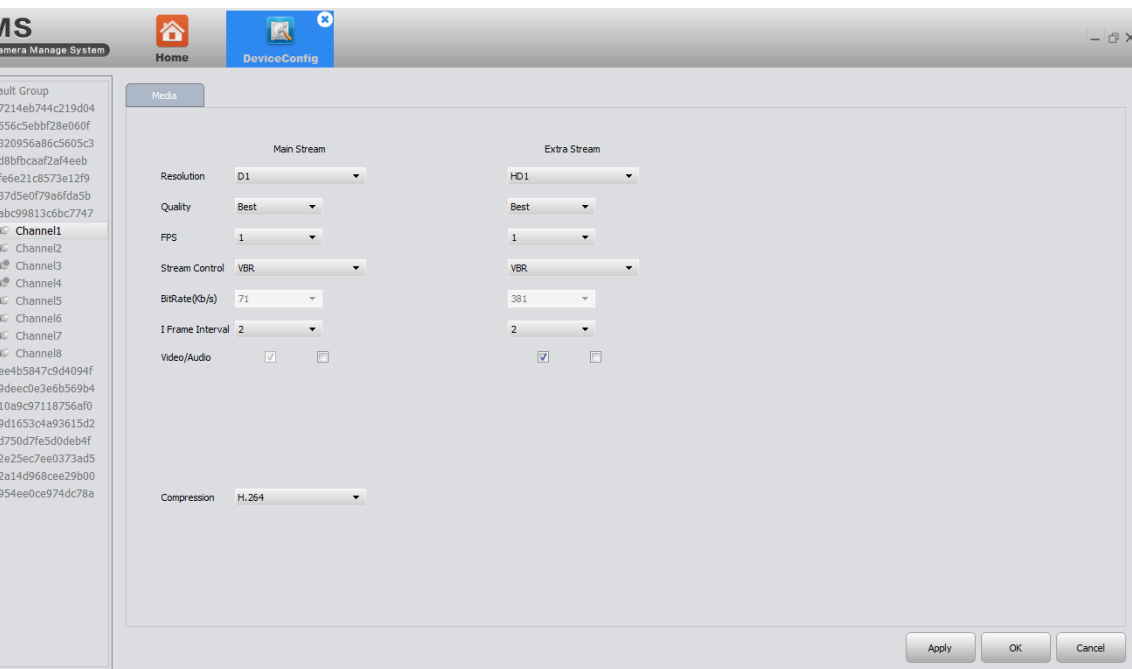 MS
amera Manage System
Home
DeviceConfig
ault Group
7214eb744c219d04
556c5ebbf28e060f
320956a86c5605c3
d8bfbcaaf2af4eeb
fe6e21c8573e12f9
37d5e0f79a6fda5b
abc99813c6bc7747
Channel1
Channel2
Channel3
Channel4
Channel5
Channel6
Channel7
Channel8
ee4b5847c9d4094f
9deec0e3e6b569b4
10a9c97118756af0
9d1653c4a93615d2
d750d7fe5d0deb4f
2e25ec7ee0373ad5
2a14d968cee29b00
954ee0ce974dc78a
Media
Main Stream Extra Stream
Resolution D1 HD1
Quality Best Best
FPS 1 1
Stream Control VBR VBR
BitRate(Kb/s) 71 381
I Frame Interval 2 2
Video/Audio
Compression H.264
Apply OK Cancel